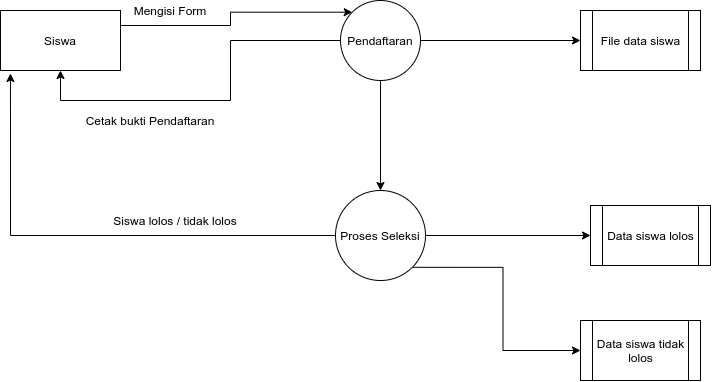 Mengisi Form
Siswa
Pendaftaran
File data siswa
Cetak bukti Pendaftaran
Siswa lolos / tidak lolos
Proses Seleksi
Data siswa lolos
Data siswa tidak
lolos